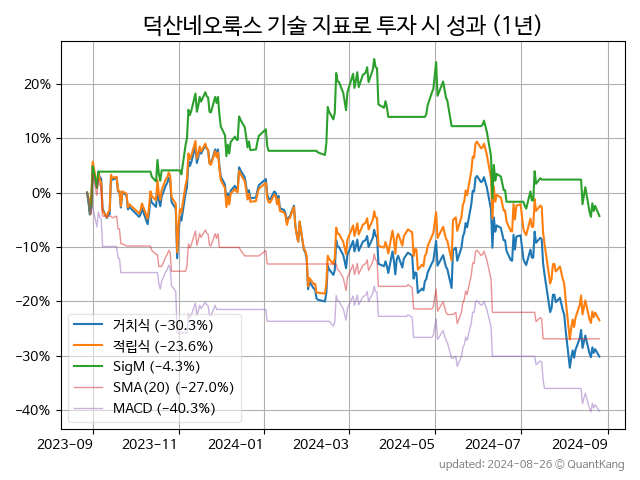 덕산네오룩스 기술 지표로 투자 시 성과 (1년)
20%
10%
0%
−10%
−20%
−30%
−40%
거치식 (−30.3%)
적립식 (−23.6%)
SigM (−4.3%)
SMA(20) (−27.0%)
MACD (−40.3%)
2023-09 2023-11 2024-01 2024-03 2024-05 2024-07 2024-09
updated: 2024-08-26 © QuantKang